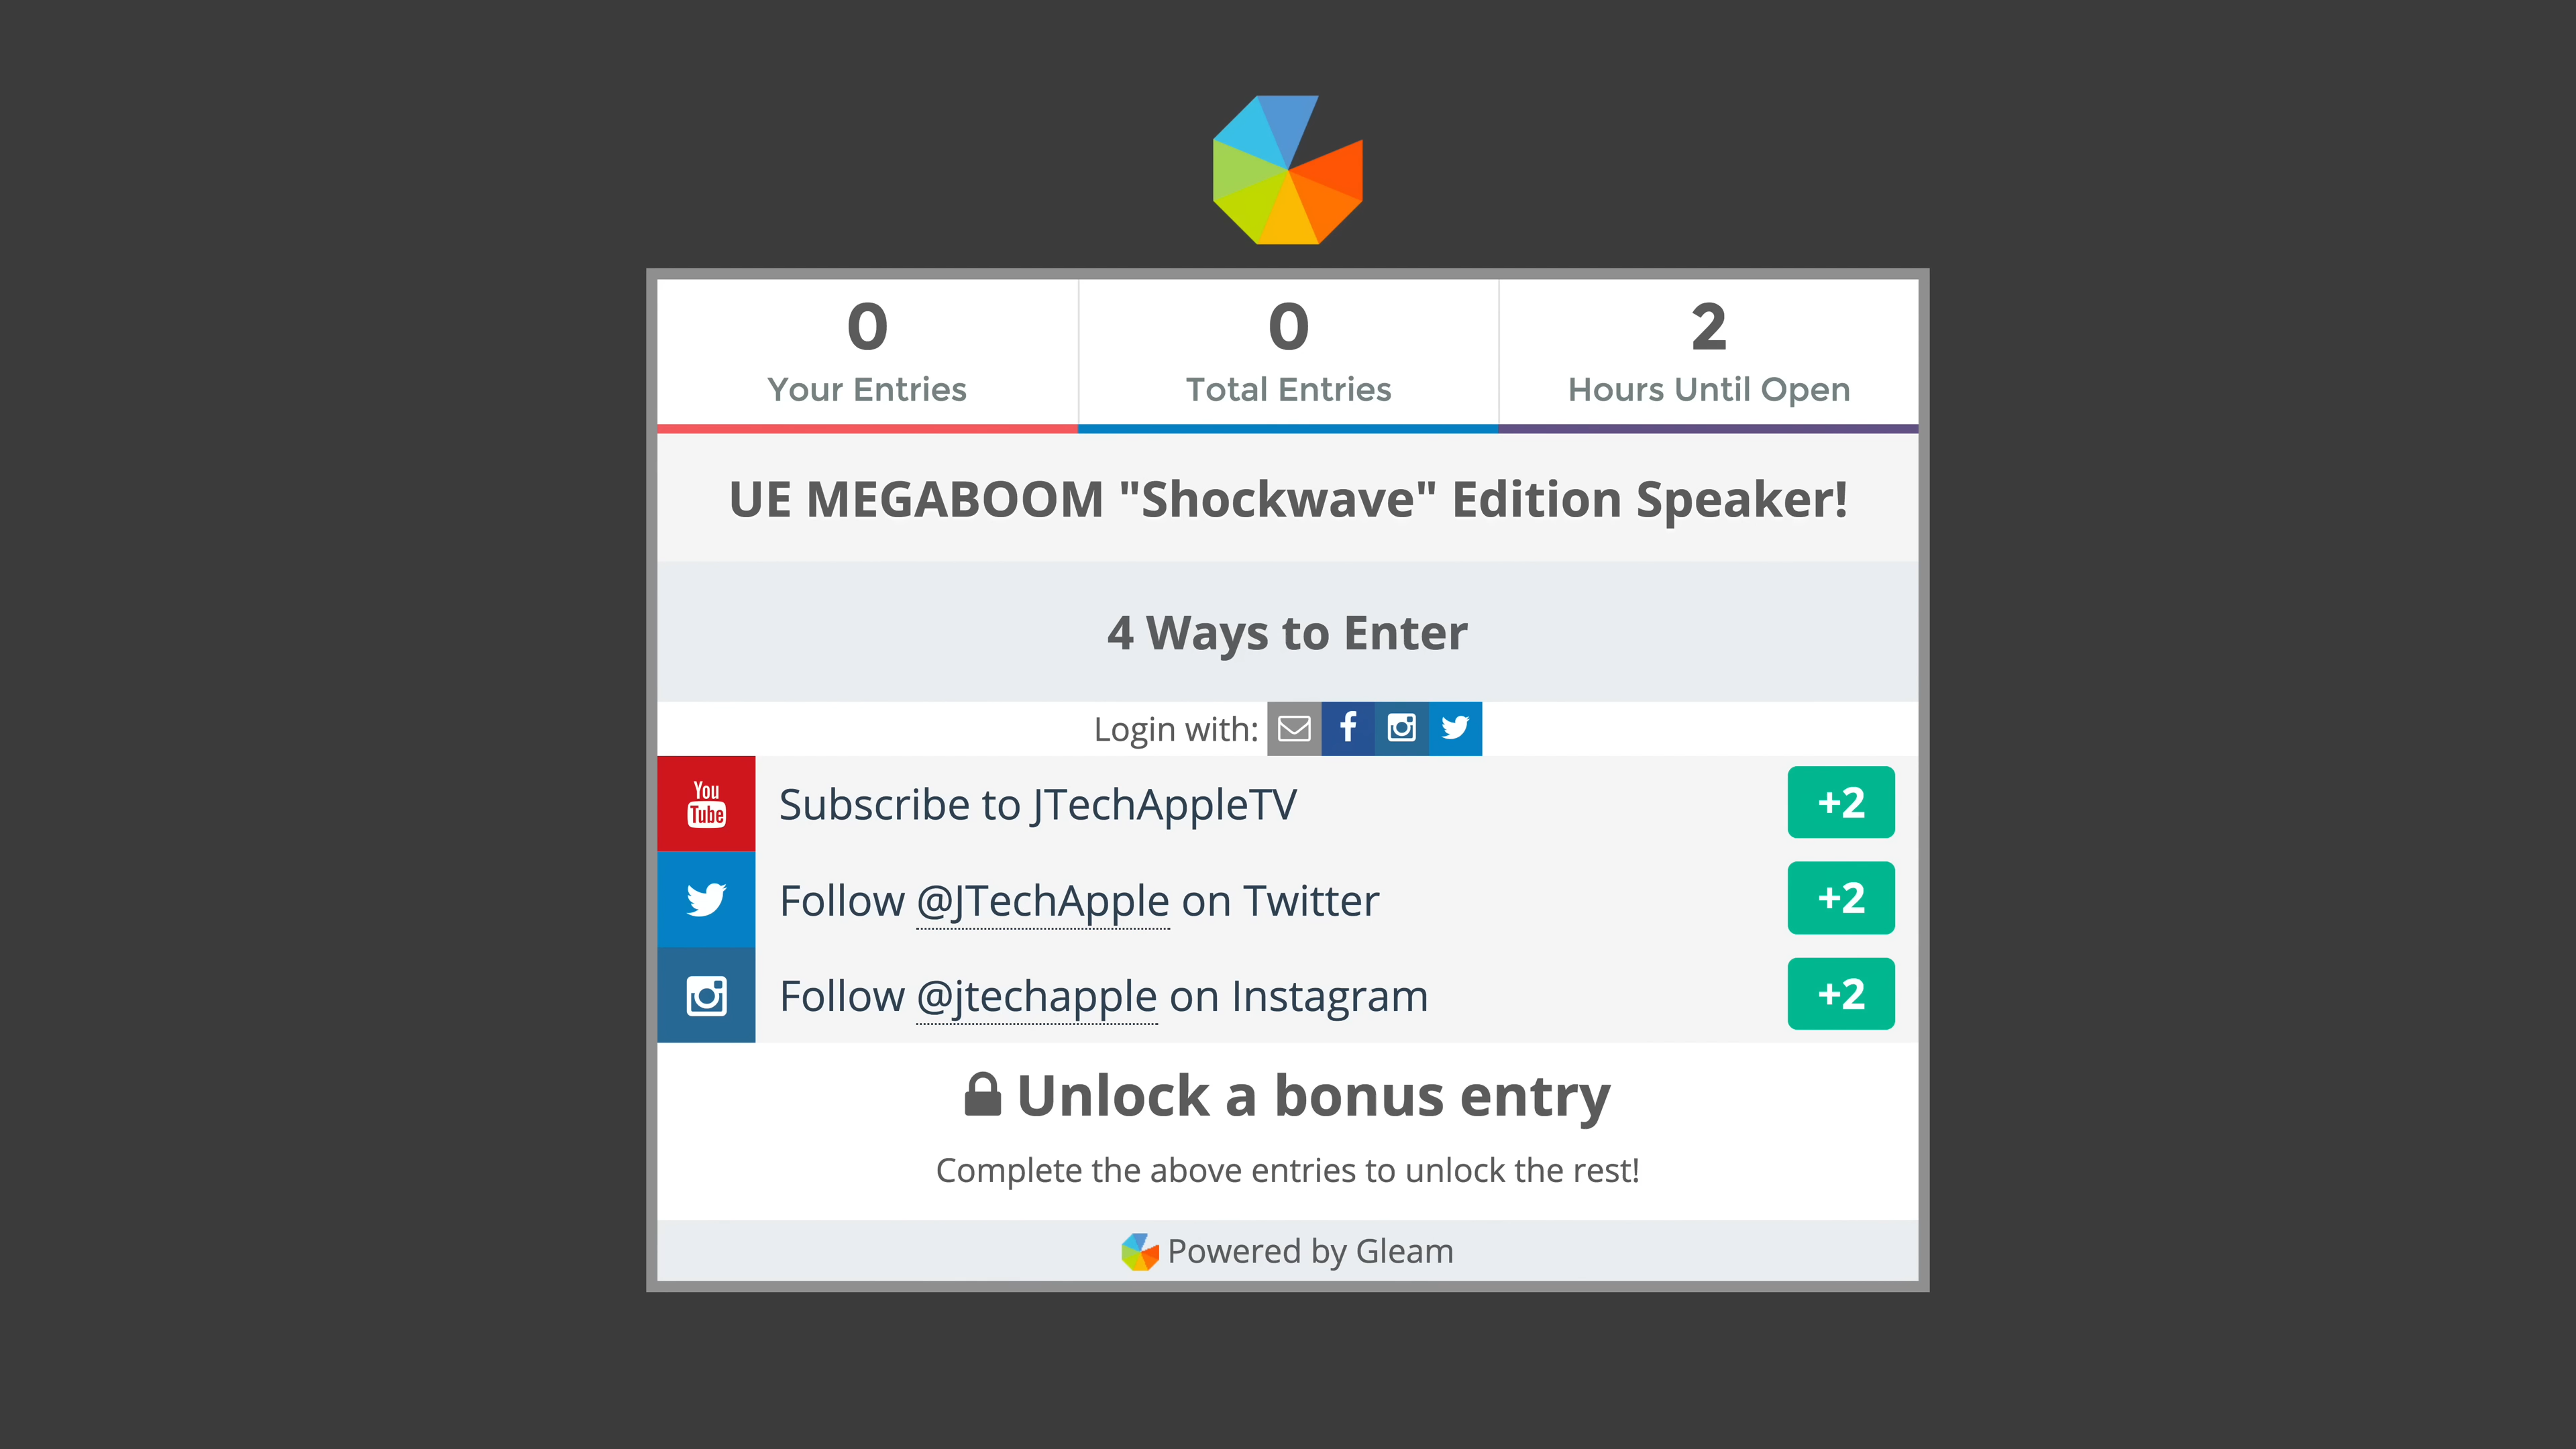 0
Your Entries
0
Total Entries
2
Hours Until Open
UE MEGABOOM "Shockwave" Edition Speaker!
4 Ways to Enter
Login with:
You
Tube
Subscribe to JTechAppleTV
+2
Follow @JTechApple on Twitter
+2
Follow @jtechapple on Instagram
+2
Unlock a bonus entry
Complete the above entries to unlock the rest!
Powered by Gleam